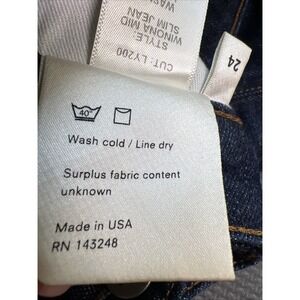 CUT: LY200
STYLE:
WINONA MID
SLIM JEAN
24
40°
Wash cold / Line dry
Surplus fabric content
unknown
Made in USA
RN 143248